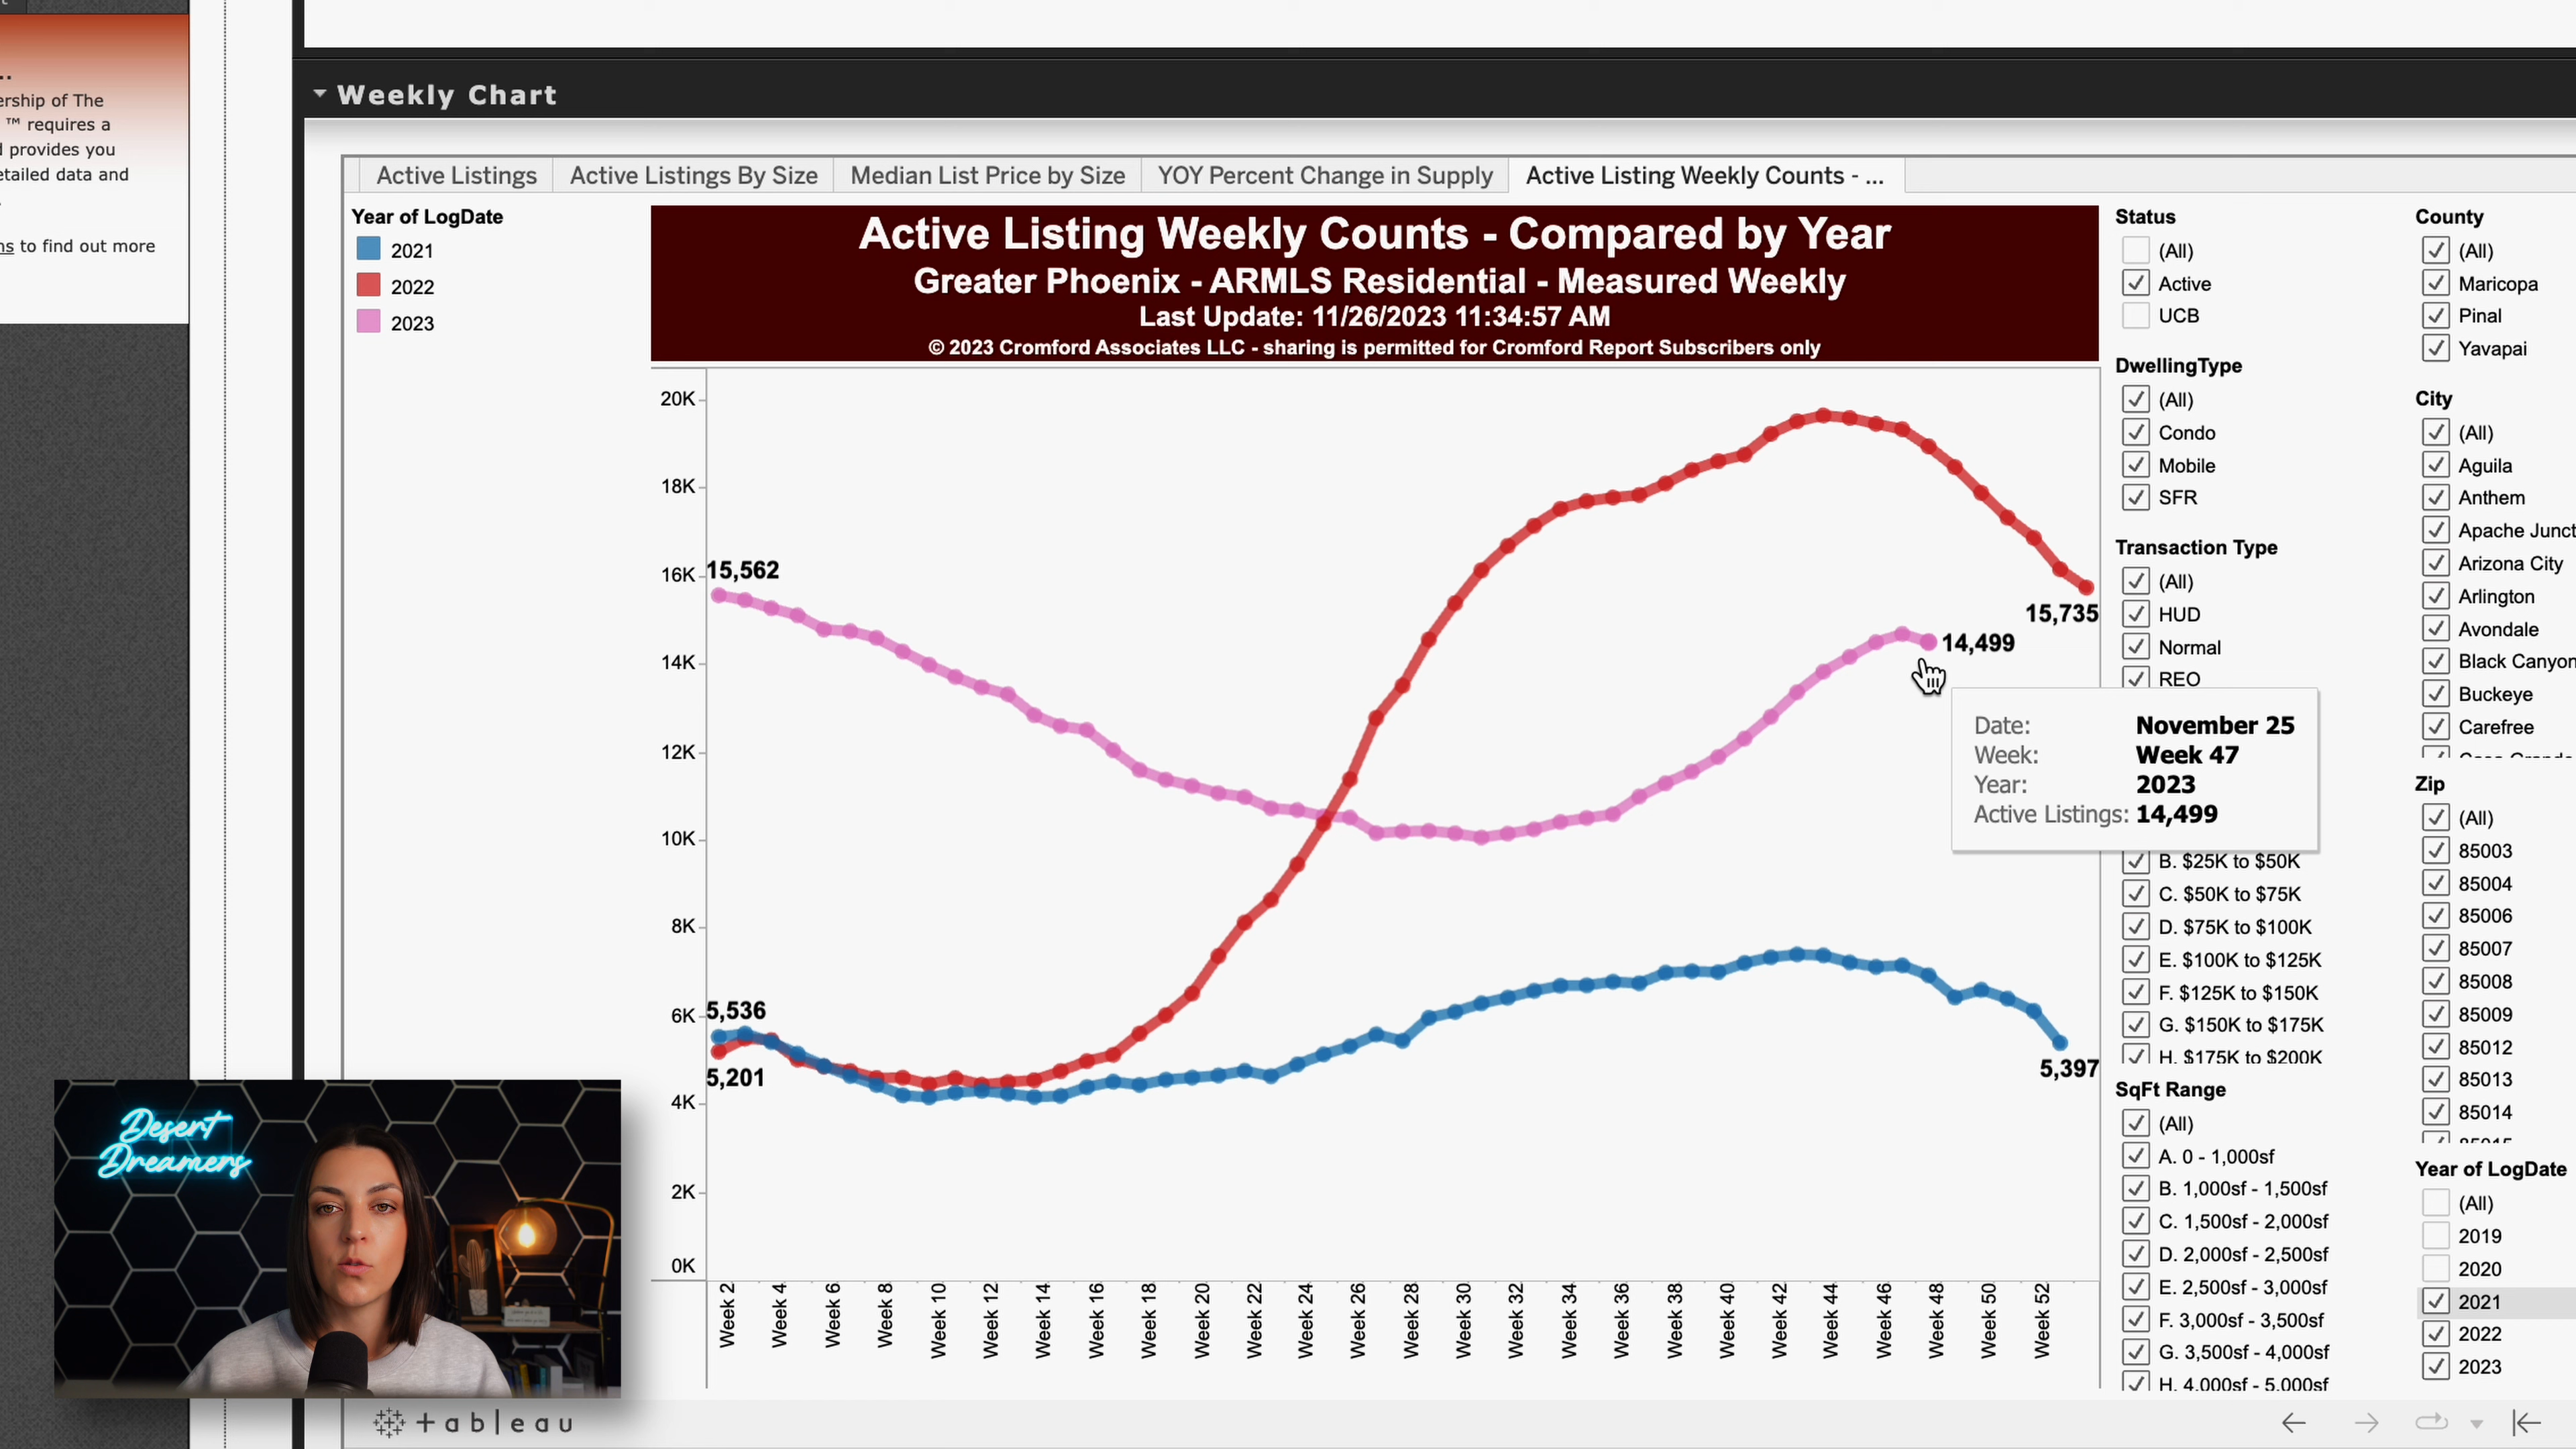 ership of The
™ requires a
provides you
etailed data and
ns to find out more
Weekly Chart
Active Listings
Active Listings By Size
Median List Price by Size
YOY Percent Change in Supply
Active Listing Weekly Counts - ...
Year of LogDate
2021
2022
2023
Active Listing Weekly Counts - Compared by Year
Greater Phoenix - ARMLS Residential - Measured Weekly
Last Update: 11/26/2023 11:34:57 AM
© 2023 Cromford Associates LLC - sharing is permitted for Cromford Report Subscribers only
20K
18K
16K
14K
12K
10K
8K
6K
4K
2K
0K
15,562
5,536
5,201
15,735
14,499
5,397
Date: November 25
Week: Week 47
Year: 2023
Active Listings: 14,499
Week 2
Week 4
Week 6
Week 8
Week 10
Week 12
Week 14
Week 16
Week 18
Week 20
Week 22
Week 24
Week 26
Week 28
Week 30
Week 32
Week 34
Week 36
Week 38
Week 40
Week 42
Week 44
Week 46
Week 48
Week 50
Week 52
Status
(All)
Active
UCB
DwellingType
(All)
Condo
Mobile
SFR
Transaction Type
(All)
HUD
Normal
REO
B. $25K to $50K
C. $50K to $75K
D. $75K to $100K
E. $100K to $125K
F. $125K to $150K
G. $150K to $175K
H. $175K to $200K
SqFt Range
(All)
A. 0 - 1,000sf
B. 1,000sf - 1,500sf
C. 1,500sf - 2,000sf
D. 2,000sf - 2,500sf
E. 2,500sf - 3,000sf
F. 3,000sf - 3,500sf
G. 3,500sf - 4,000sf
H. 4,000sf - 5,000sf
County
(All)
Maricopa
Pinal
Yavapai
City
(All)
Aguila
Anthem
Apache Junct
Arizona City
Arlington
Avondale
Black Canyon
Buckeye
Carefree
Zip
(All)
85003
85004
85006
85007
85008
85009
85012
85013
85014
Year of LogDate
(All)
2019
2020
2021
2022
2023
Desert
Dreamers
+ableau